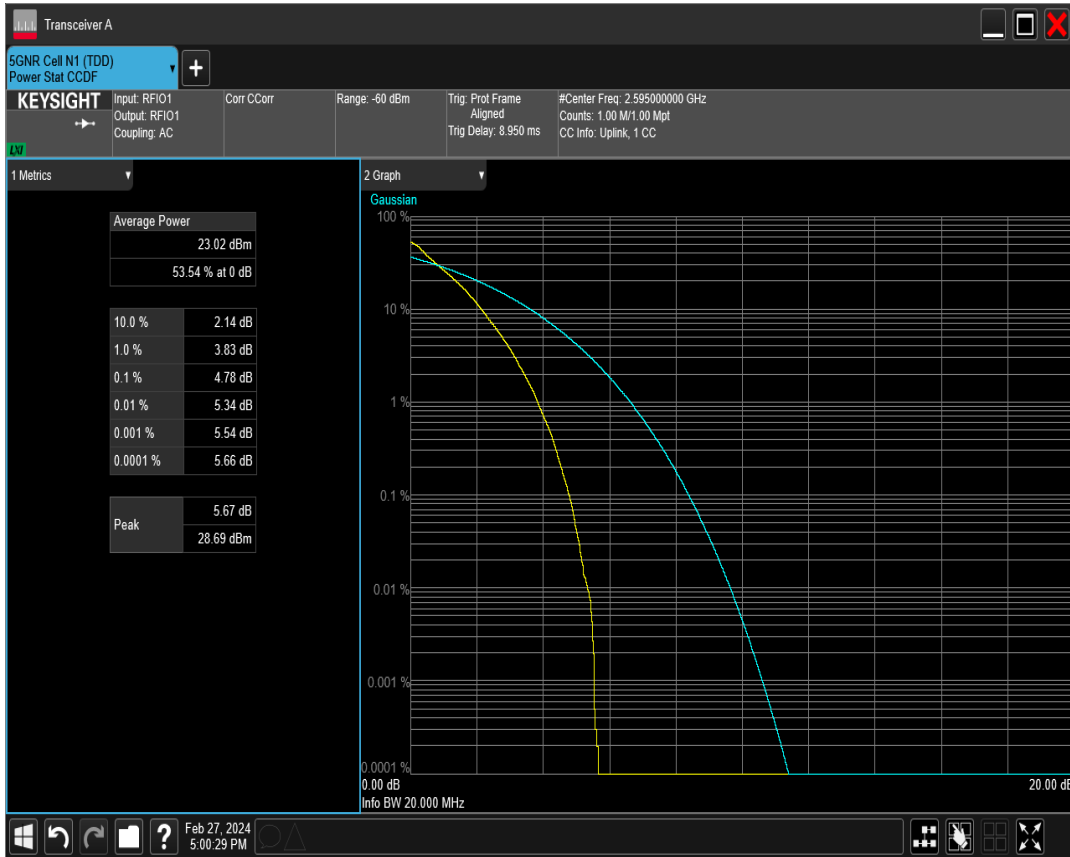 Transceiver A
5GNR Cell N1 (TDD)
Power Stat CCDF
KEYSIGHT
LXI
Input: RFIO1
Output: RFIO1
Coupling: AC
Corr CCorr
Range: -60 dBm
Trig: Prot Frame
Aligned
Trig Delay: 8.950 ms
#Center Freq: 2.595000000 GHz
Counts: 1.00 M/1.00 Mpt
CC Info: Uplink, 1 CC
1 Metrics
Average Power
23.02 dBm
53.54 % at 0 dB
10.0 % 2.14 dB
1.0 % 3.83 dB
0.1 % 4.78 dB
0.01 % 5.34 dB
0.001 % 5.54 dB
0.0001 % 5.66 dB
Peak
5.67 dB
28.69 dBm
2 Graph
Gaussian
100 %
10 %
1 %
0.1 %
0.01 %
0.001 %
0.0001 %
0.00 dB 20.00 dB
Info BW 20.000 MHz
Feb 27, 2024
5:00:29 PM